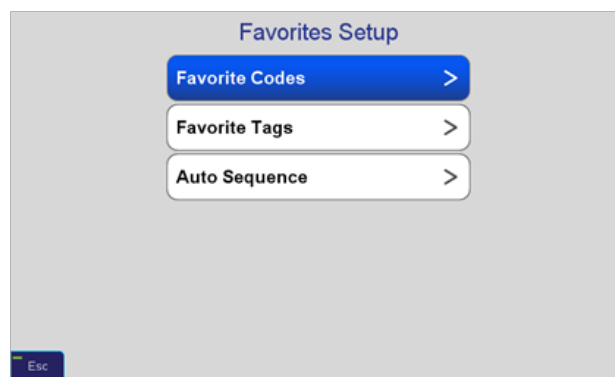 Favorites Setup
Favorite Codes >
Favorite Tags >
Auto Sequence >
Esc